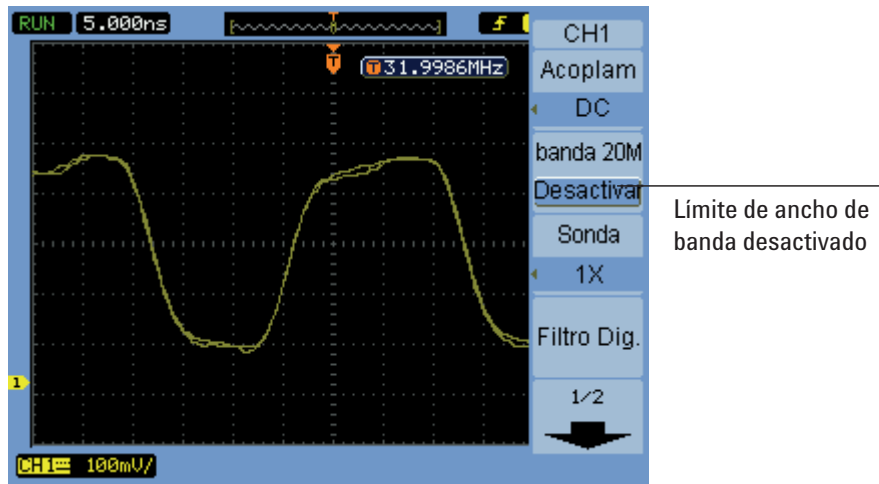 RUN 5.000ns
T
T
T 31.9986MHz
CH1
Acoplam
DC
banda 20M
Desactivar
Sonda
1X
Filtro Dig.
1/2
1
CH1 100mV/
Límite de ancho de
banda desactivado